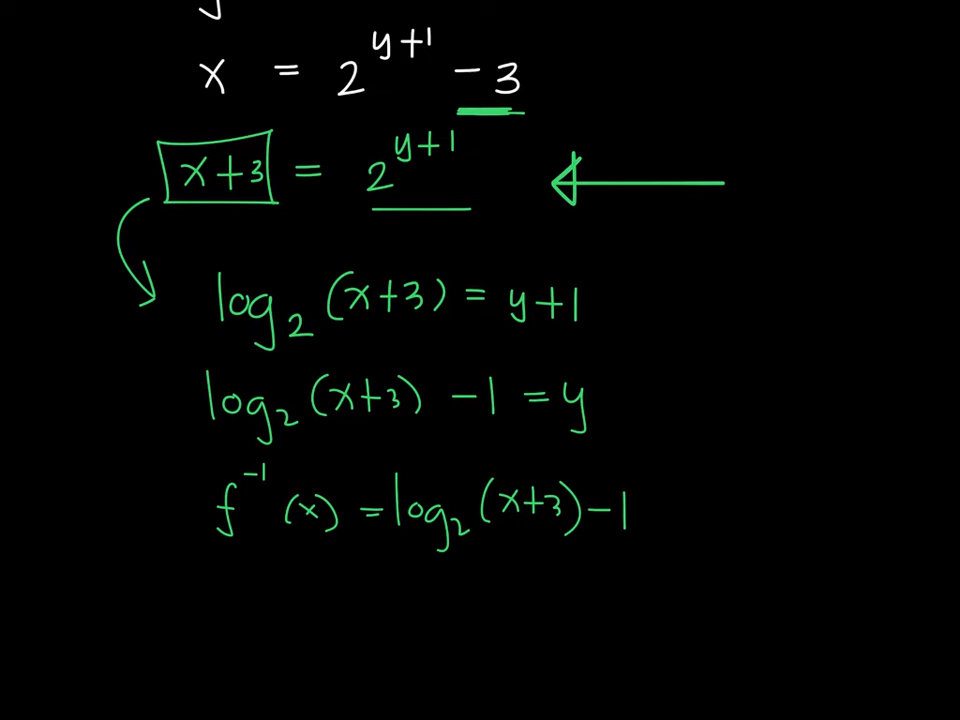 x = 2^{y+1} - 3
x+3 = 2^{y+1}
log₂(x+3) = y+1
log₂(x+3) - 1 = y
f⁻¹(x) = log₂(x+3) - 1